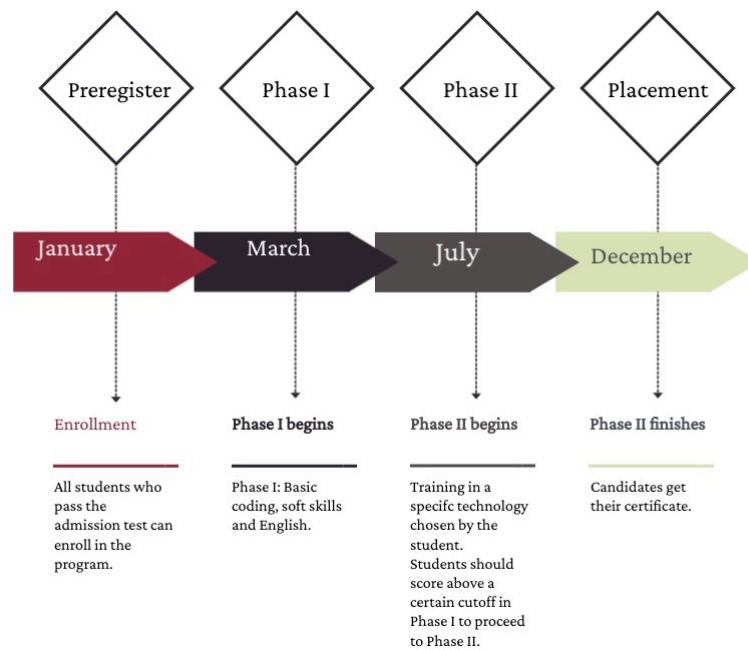 Preregister
Phase I
Phase II
Placement
January
March
July
December
Enrollment
Phase I begins
Phase II begins
Phase II finishes
All students who
pass the
admission test can
enroll in the
program.
Phase I: Basic
coding, soft skills
and English.
Training in a
specifc technology
chosen by the
student.
Students should
score above a
certain cutoff in
Phase I to proceed
to Phase II.
Candidates get
their certificate.